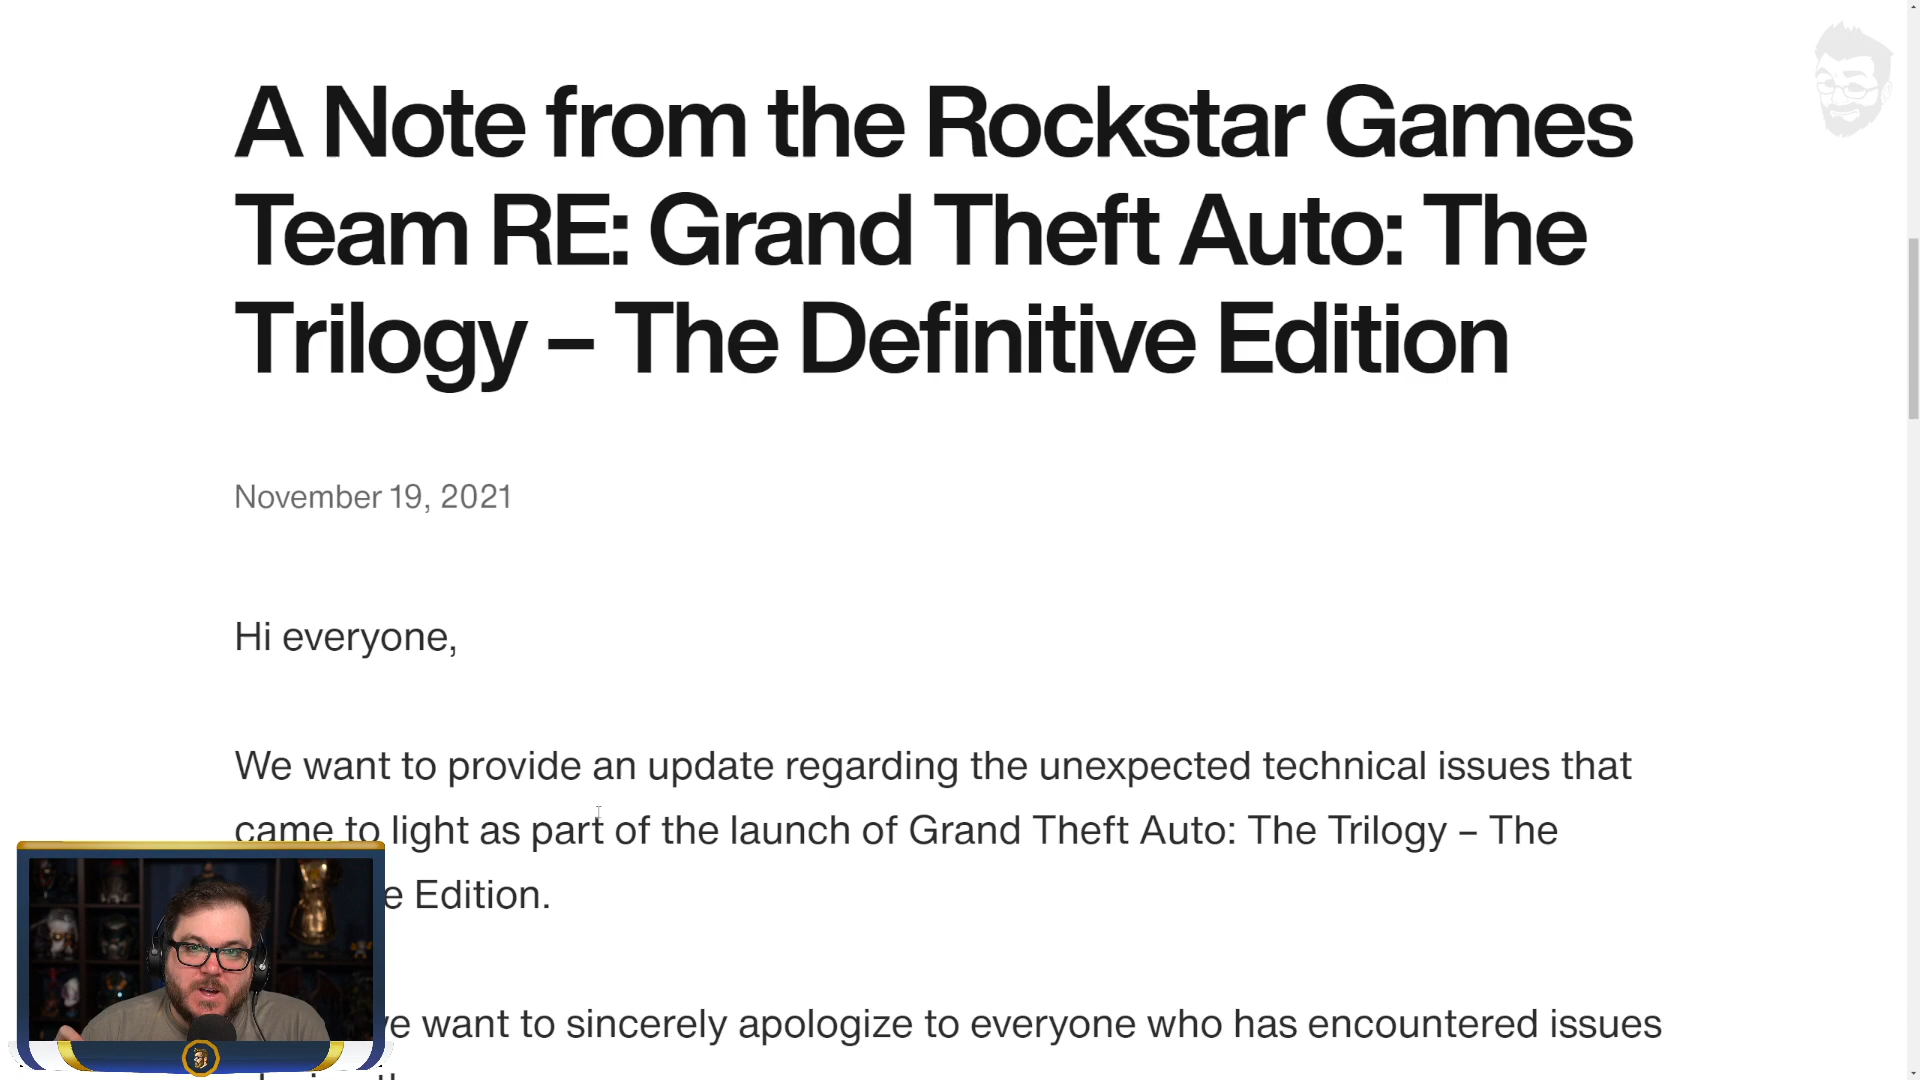 A Note from the Rockstar Games
Team RE: Grand Theft Auto: The
Trilogy – The Definitive Edition
November 19, 2021
Hi everyone,
We want to provide an update regarding the unexpected technical issues that
came to light as part of the launch of Grand Theft Auto: The Trilogy – The
Edition.
want to sincerely apologize to everyone who has encountered issues